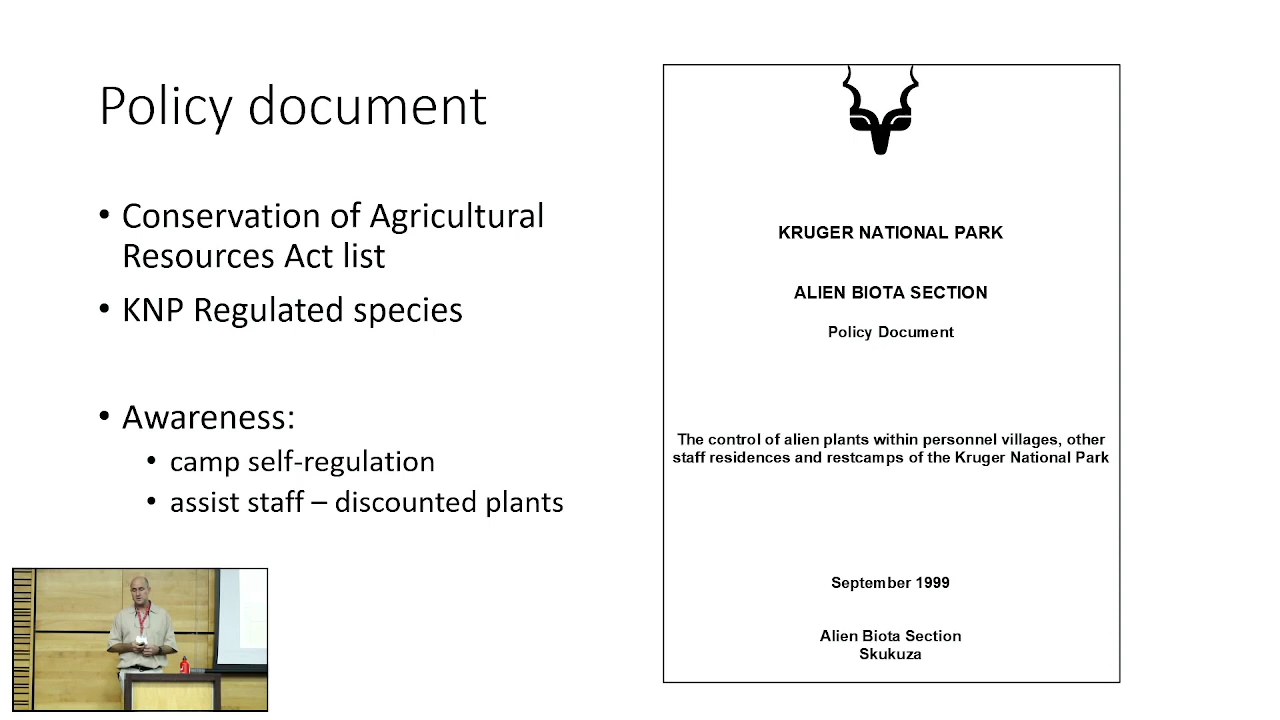 Policy document
• Conservation of Agricultural
Resources Act list
• KNP Regulated species
• Awareness:
• camp self-regulation
• assist staff – discounted plants
KRUGER NATIONAL PARK
ALIEN BIOTA SECTION
Policy Document
The control of alien plants within personnel villages, other
staff residences and restcamps of the Kruger National Park
September 1999
Alien Biota Section
Skukuza